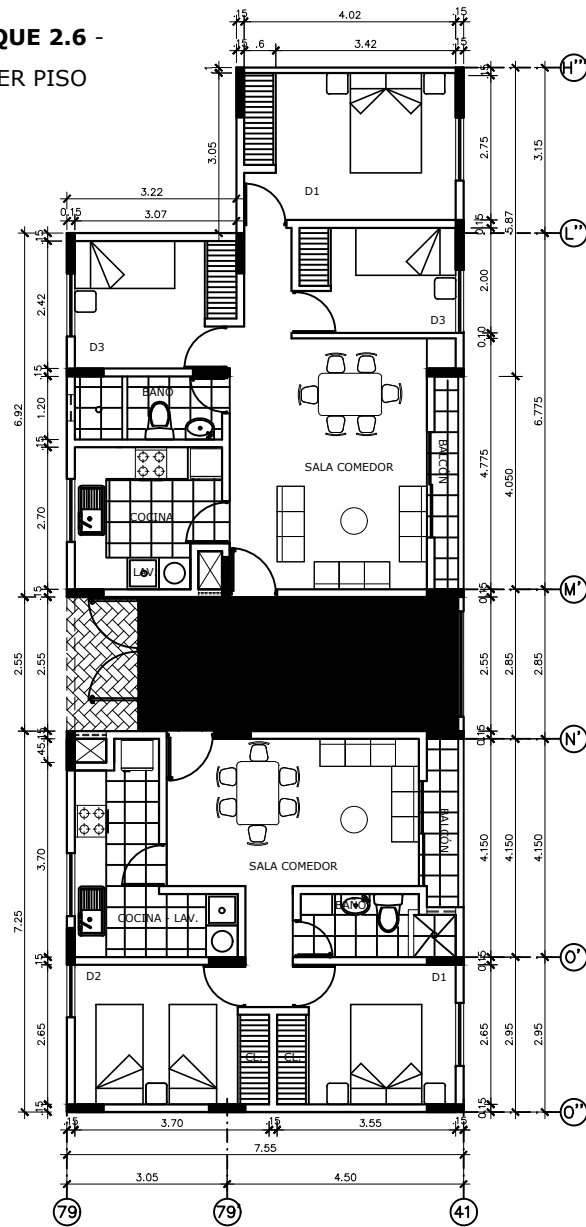 QUE 2.6 -
ER PISO
.15 4.02 .15
.15 .6 3.42 .15
H''
.15
3.05
D1
2.75
3.15
3.22
0.15 3.07
0.15
5.87
L''
.15
2.42
D3
2.00
D3
0.10
.15
BAÑO
1.20
6.92
.15
SALA COMEDOR
BALCÓN
4.775
4.050
6.775
COCINA
2.70
LAV.
.15
0.15
M'
2.55
2.55
2.55
2.85
2.85
.15
0.15
N'
.45
3.70
7.25
SALA COMEDOR
BALCÓN
4.150
4.150
4.150
COCINA - LAV.
BAÑO
.15
0.15
O'
D2
D1
2.65
CL.
CL.
2.65
2.95
2.95
.15
0.15
O''
.15 3.70 .15 3.55 .15
7.55
3.05 4.50
79 79' 41